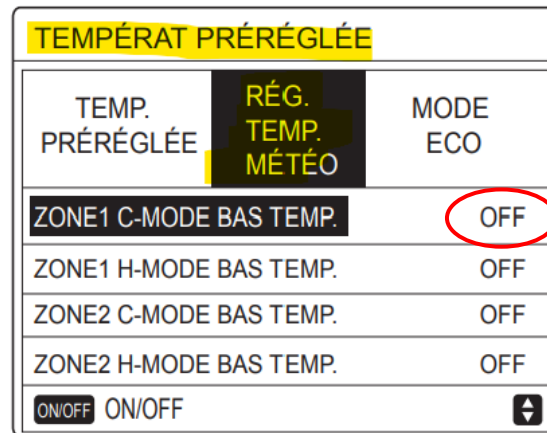 TEMPÉRAT PRÉRÉGLÉE
TEMP.
PRÉRÉGLÉE
RÉG.
TEMP.
MÉTÉO
MODE
ECO
ZONE1 C-MODE BAS TEMP. OFF
ZONE1 H-MODE BAS TEMP. OFF
ZONE2 C-MODE BAS TEMP. OFF
ZONE2 H-MODE BAS TEMP. OFF
ON/OFF ON/OFF